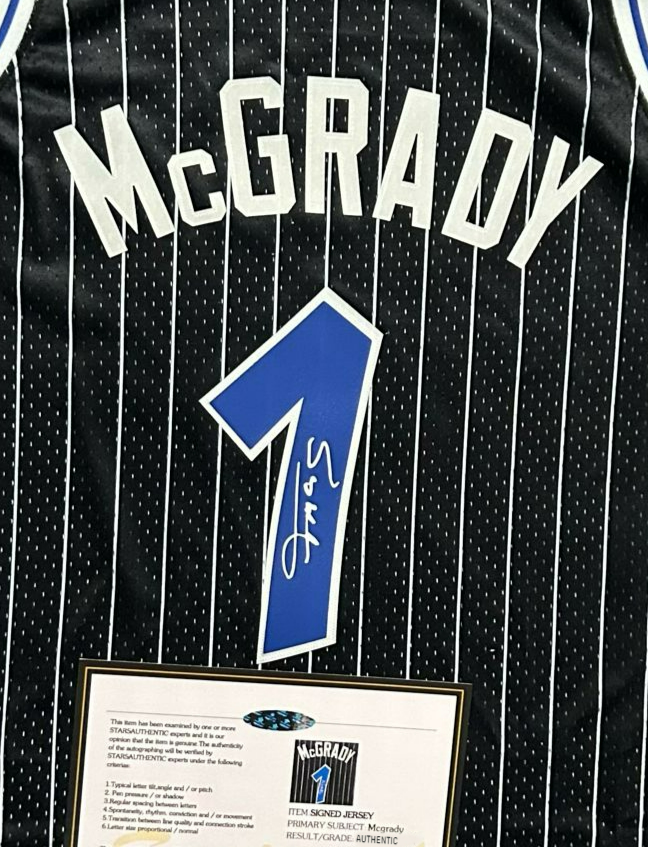 McGRADY
1
This item has been examined by one or more
STARSAUTHENTIC experts and it is our
opinion that the item is genuine. The authenticity
of the autographing will be verified by
STARSAUTHENTIC experts under the following
criterias:
1.Typical letter tilt,angle and / or pitch
2. Pen pressure / or shadow
3.Regular spacing between letters
4.Spontaneity, rhythm, conviction and / or movement
5.Transition between line quality and connection stroke
6.Letter size proportional / normal
McGRADY
1
ITEM SIGNED JERSEY
PRIMARY SUBJECT: Mcgrady
RESULT/GRADE: AUTHENTIC